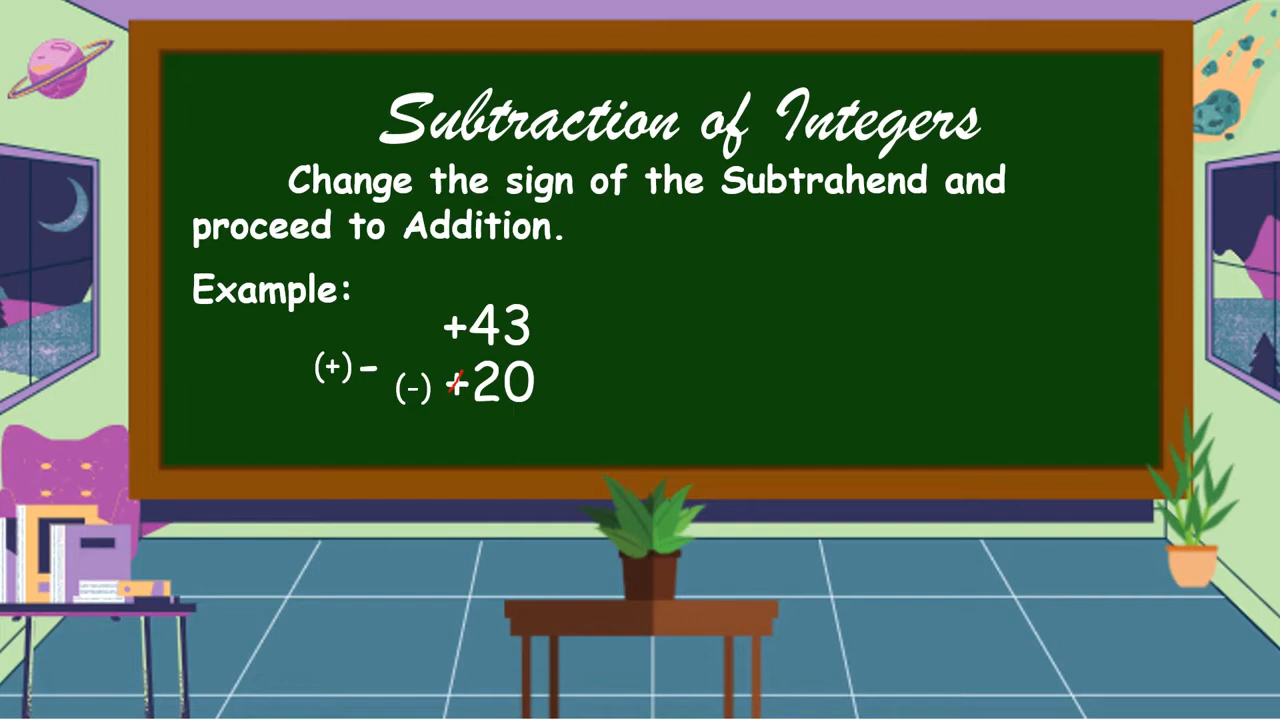 Subtraction of Integers
Change the sign of the Subtrahend and
proceed to Addition.
Example:
+43
(+) - (-) +20